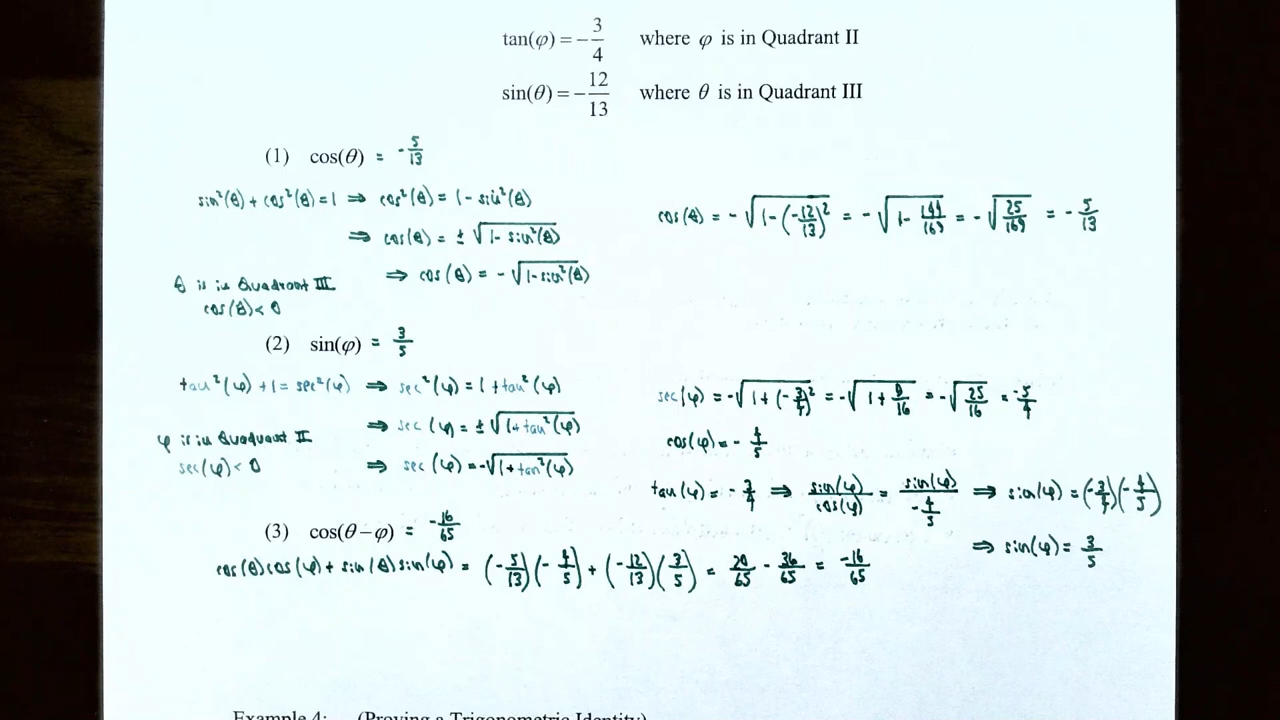 tan(φ) = −3/4 where φ is in Quadrant II
sin(θ) = −12/13 where θ is in Quadrant III
(1) cos(θ) = -5/13
sin²(θ) + cos²(θ) = 1 ⇒ cos²(θ) = 1 - sin²(θ)
cos(θ) = -√(1-(-12/13)²) = -√(1-144/169) = -√(25/169) = -5/13
⇒ cos(θ) = ±√(1-sin²(θ))
⇒ cos(θ) = -√(1-sin²(θ))
θ is in Quadrant III
cos(θ) < 0
(2) sin(φ) = 3/5
tan²(φ) + 1 = sec²(φ) ⇒ sec²(φ) = 1 + tan²(φ)
sec(φ) = -√(1+(-3/4)²) = -√(1+9/16) = -√(25/16) = -5/4
⇒ sec(φ) = ±√(1+tan²(φ))
φ is in Quadrant II
cos(φ) = -4/5
sec(φ) < 0 ⇒ sec(φ) = -√(1+tan²(φ))
tan(φ) = -3/4 ⇒ sin(φ)/cos(φ) = sin(φ)/(-4/5) ⇒ sin(φ) = (-3/4)(-4/5)
⇒ sin(φ) = 3/5
(3) cos(θ−φ) = -16/65
cos(θ)cos(φ) + sin(θ)sin(φ) = (-5/13)(-4/5) + (-12/13)(3/5) = 20/65 - 36/65 = -16/65
Example 4: (Proving a Trigonometric Identity)